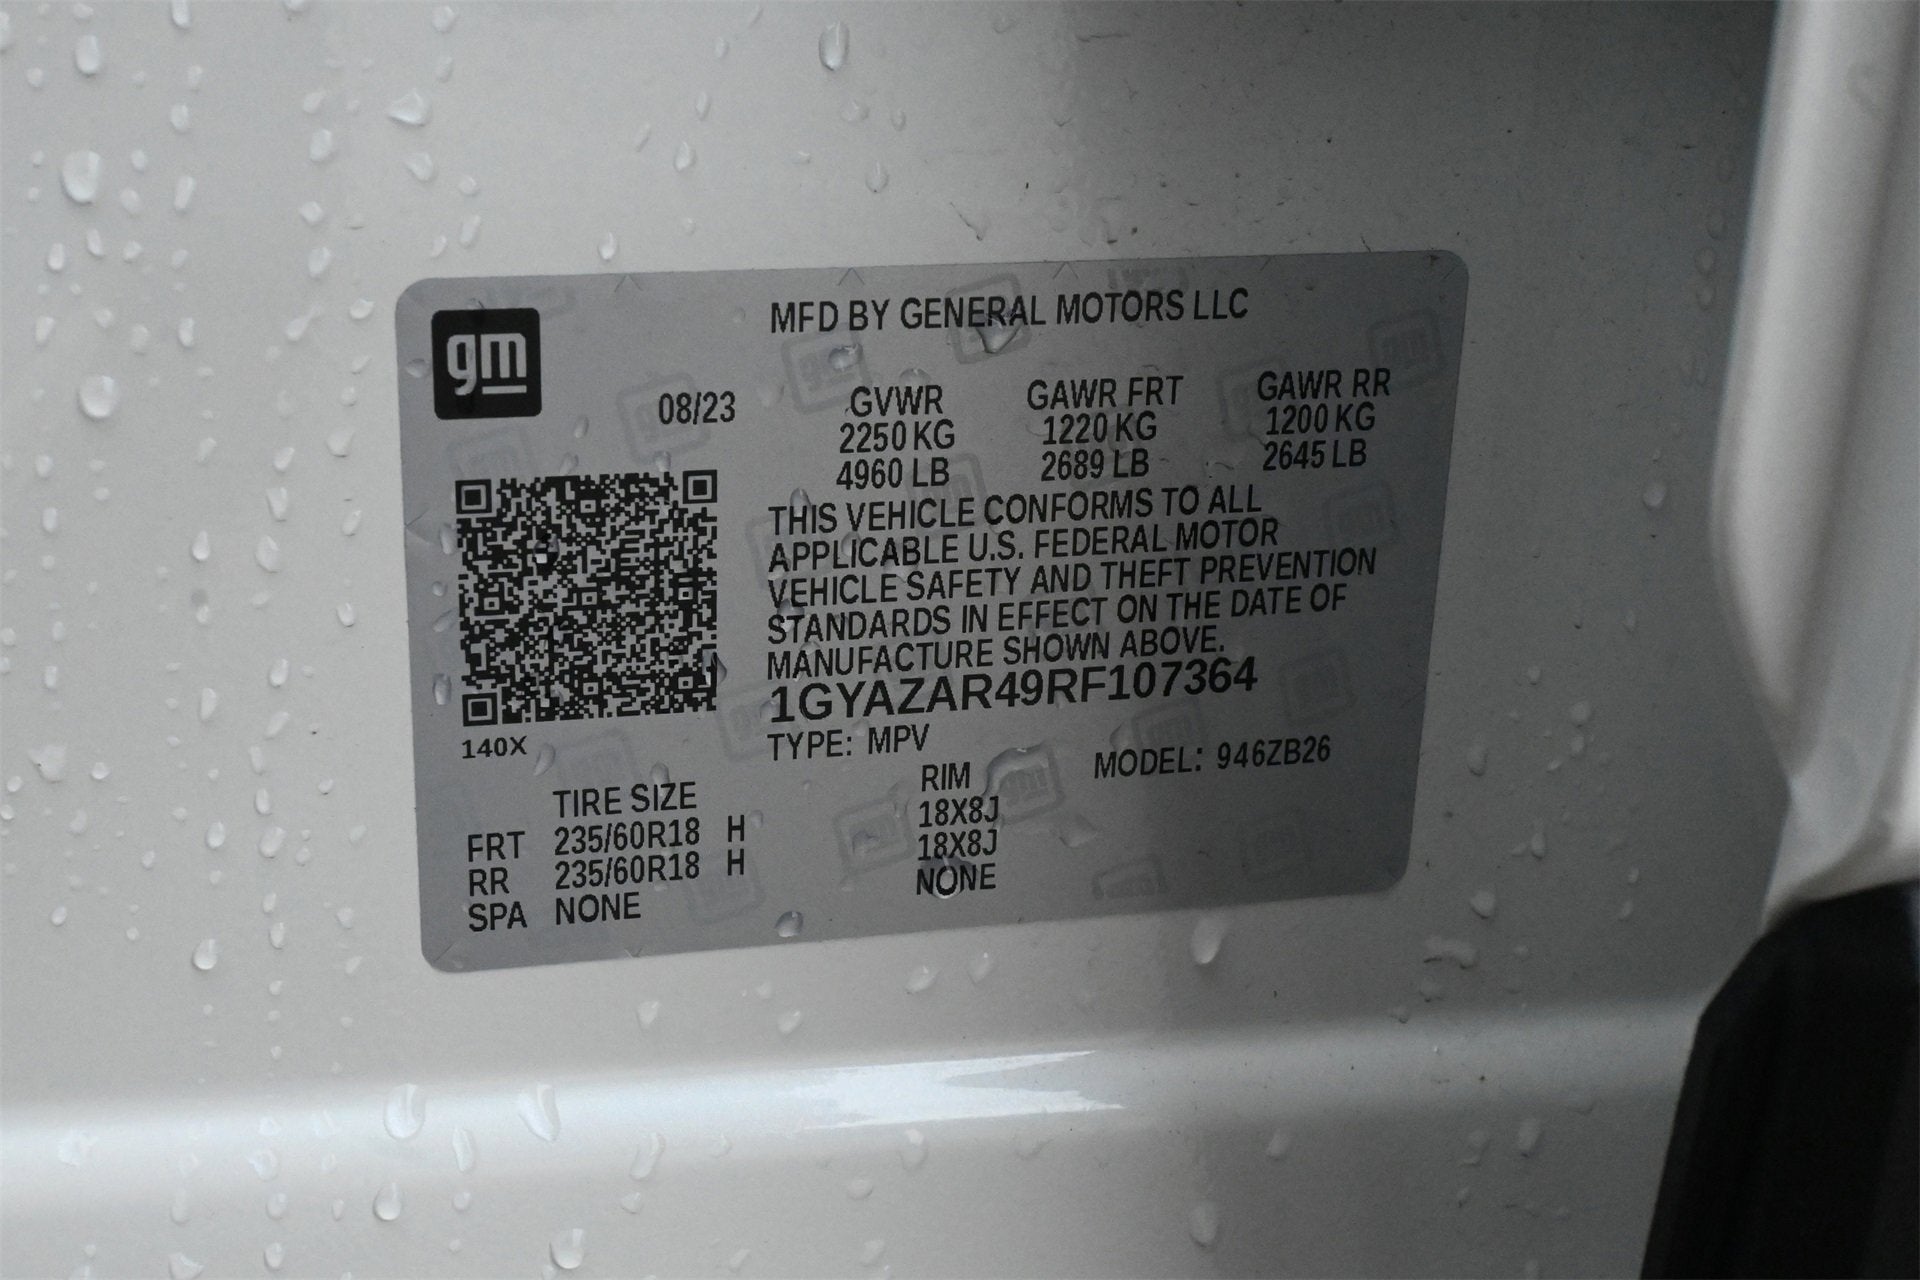 gm
MFD BY GENERAL MOTORS LLC
08/23 GVWR GAWR FRT GAWR RR
2250 KG 1220 KG 1200 KG
4960 LB 2689 LB 2645 LB
THIS VEHICLE CONFORMS TO ALL
APPLICABLE U.S. FEDERAL MOTOR
VEHICLE SAFETY AND THEFT PREVENTION
STANDARDS IN EFFECT ON THE DATE OF
MANUFACTURE SHOWN ABOVE.
1GYAZAR49RF107364
140X
TYPE: MPV MODEL: 946ZB26
TIRE SIZE RIM
FRT 235/60R18 H 18X8J
RR 235/60R18 H 18X8J
SPA NONE NONE